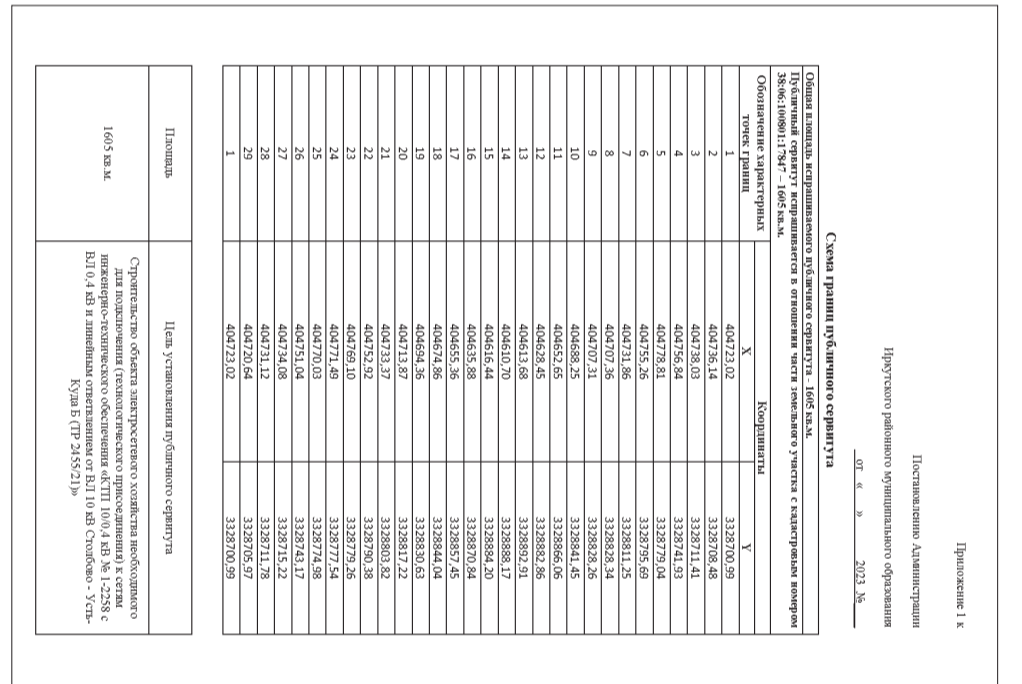 Приложение 1 к
Постановлению Администрации
Иркутского районного муниципального образования
от « » 2023 №
Схема границ публичного сервитута
Общая площадь испрашиваемого публичного сервитута - 1605 кв.м.
Публичный сервитут испрашивается в отношении части земельного участка с кадастровым номером
38:06:100801:17847 – 1605 кв.м.
Обозначение характерных точек границ Координаты
X Y
1 404723,02 3328700,99
2 404736,14 3328708,48
3 404738,03 3328711,41
4 404756,84 3328741,93
5 404778,81 3328779,04
6 404755,26 3328795,69
7 404731,86 3328811,25
8 404707,36 3328828,34
9 404707,31 3328828,26
10 404688,25 3328841,45
11 404652,65 3328866,06
12 404628,45 3328882,86
13 404613,68 3328892,91
14 404610,70 3328888,17
15 404616,44 3328884,20
16 404635,88 3328870,84
17 404655,36 3328857,45
18 404674,86 3328844,04
19 404694,36 3328830,63
20 404713,87 3328817,22
21 404733,37 3328803,82
22 404752,92 3328790,38
23 404769,10 3328779,26
24 404771,49 3328777,54
25 404770,03 3328774,98
26 404751,04 3328743,17
27 404734,08 3328715,22
28 404731,12 3328711,78
29 404720,64 3328705,97
1 404723,02 3328700,99
Площадь Цель установления публичного сервитута
1605 кв.м.
Строительство объекта электросетевого хозяйства необходимого
для подключения (технологического присоединения) к сетям
инженерно-технического обеспечения «КТП 10/0,4 кВ № 1-2258 с
ВЛ 0,4 кВ и линейным ответвлением от ВЛ 10 кВ Столбово - Усть-
Куда Б (ТР 2455/21)»